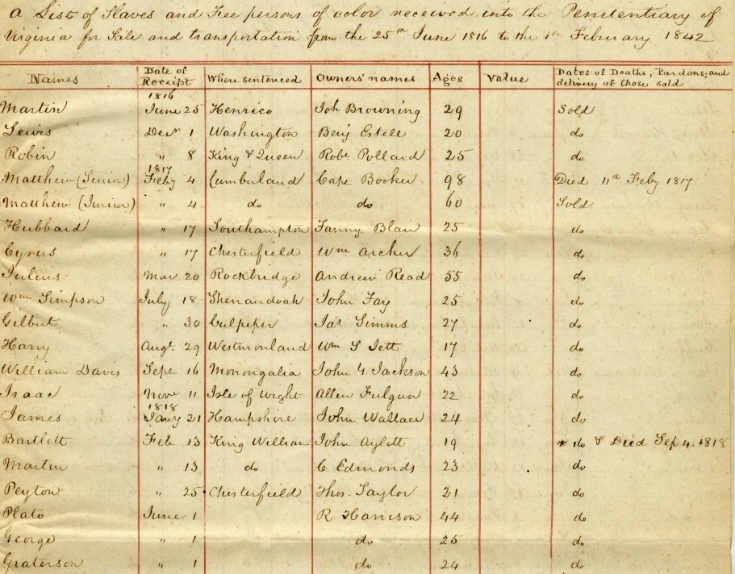 A List of Slaves and Free persons of color received into the Penitentiary of
Virginia for Sale and transportation from the 25th June 1816 to the 1st February 1842
Names Date of Receipt Where sentenced Owners' names Ages Value Dates of Deaths, Pardons, and delivery of those sold
1816
Martin June 25 Henrico Joh Browning 29 Sold
Lewis Decr 1 Washington Benj Estell 20 do
Robin " 8 King & Queen Robt Pollard 25 do
1817
Matthew (Senior) Feby 4 Cumberland Capt Booker 98 Died 11th Feby 1817
Matthew (Junior) " 4 do do 60 Sold
Hubbard " 17 Southampton Fanny Blau 25 do
Cyrus " 17 Chesterfield Wm Archer 36 do
Julius Mar 20 Rockbridge Andrew Read 55 do
Wm Simpson July 18 Shenandoah John Fay 25 do
Gilbert " 30 Culpeper Jas Simms 27 do
Harry Augt 29 Westmorland Wm S Jett 17 do
William Davis Sept 16 Monongalia John G Jackson 43 do
Isaac Novr 11 Isle of Wight Allen Fulgun 22 do
1818
James Jany 21 Hampshire John Wallace 24 do
Bartlett Feb 13 King William John Aylett 19 Died Sep 4. 1818
Martin " 13 do C Edmonds 23 do
Peyton " 25 Chesterfield Thos. Taylor 21 do
Plato June 1 R Harrison 44 do
George " 1 do 25 do
Graterson " 1 do 24 do